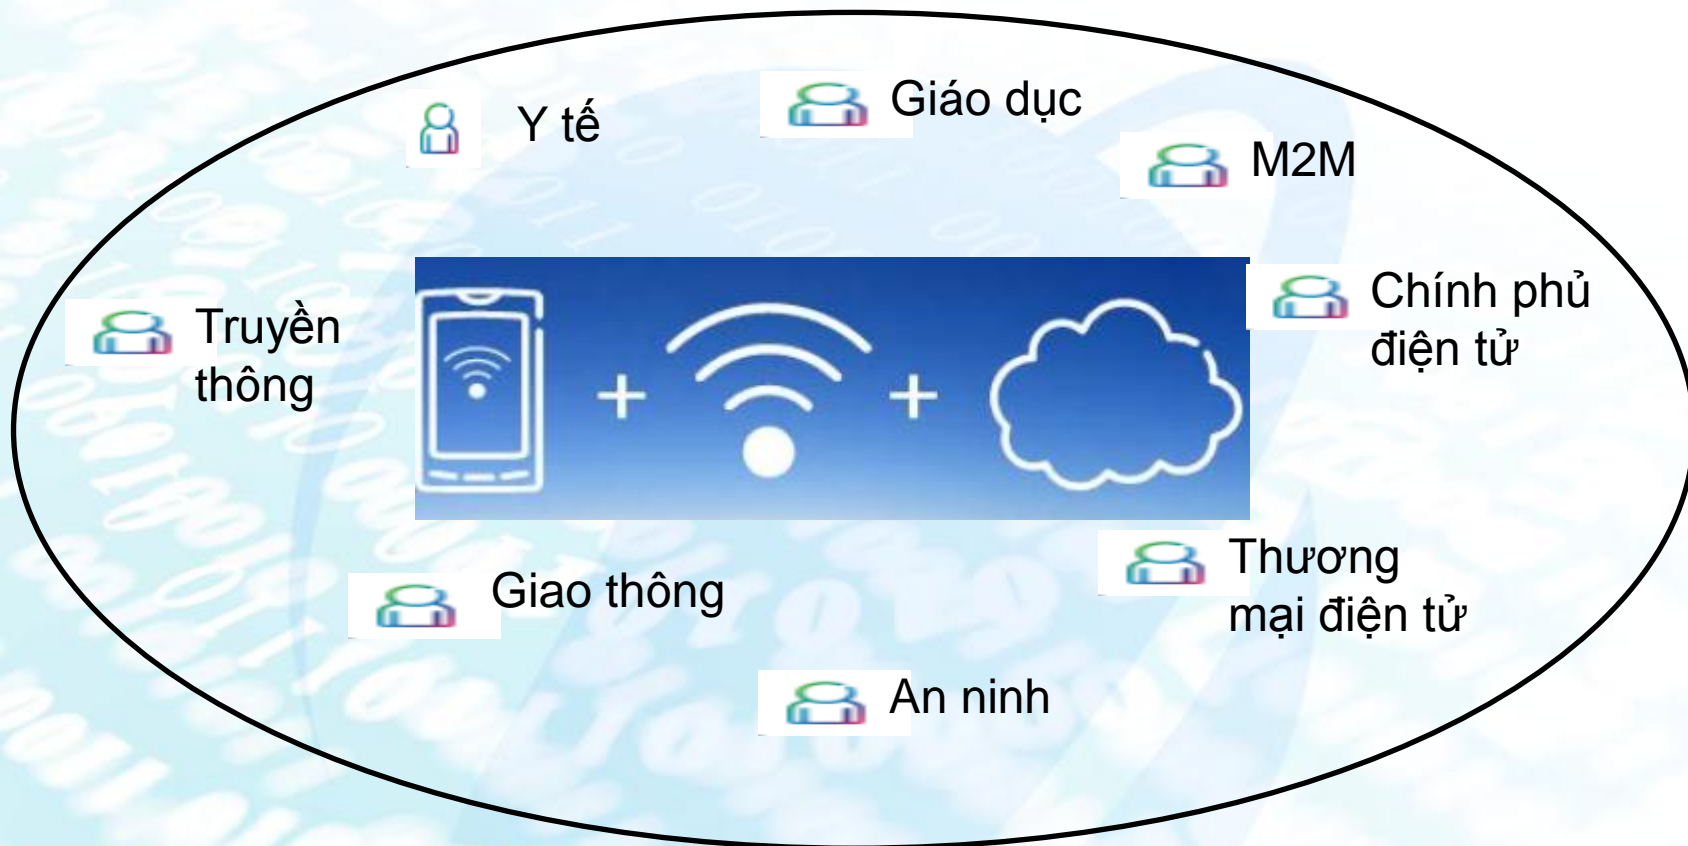 Y tế
Giáo dục
M2M
Truyền
thông
Chính phủ
điện tử
+
+
Giao thông
Thương
mại điện tử
An ninh